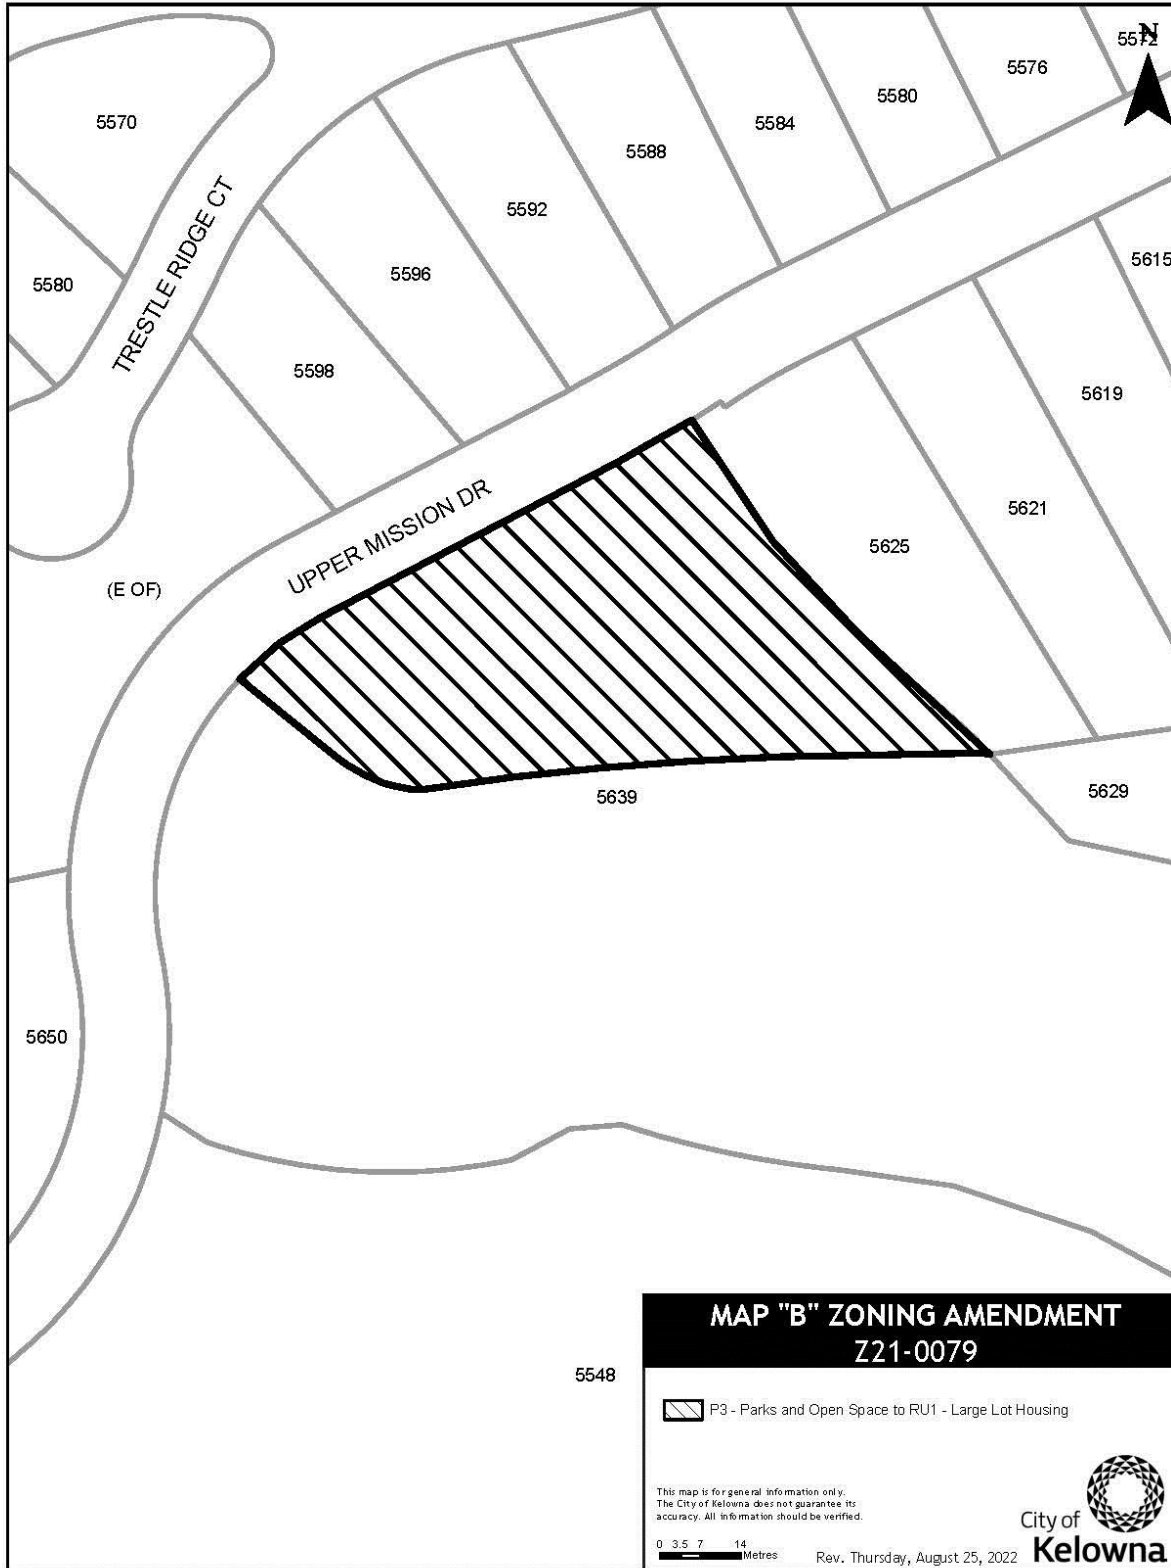 N
5572
5576
5580
5584
5588
5592
5596
5598
5570
5580
TRESTLE RIDGE CT
5615
5619
5621
5625
UPPER MISSION DR
(E OF)
5639
5629
5650
5548
MAP "B" ZONING AMENDMENT
Z21-0079
P3 - Parks and Open Space to RU1 - Large Lot Housing
This map is for general information only.
The City of Kelowna does not guarantee its
accuracy. All information should be verified.
0 3.5 7 14
Metres
Rev. Thursday, August 25, 2022
City of
Kelowna